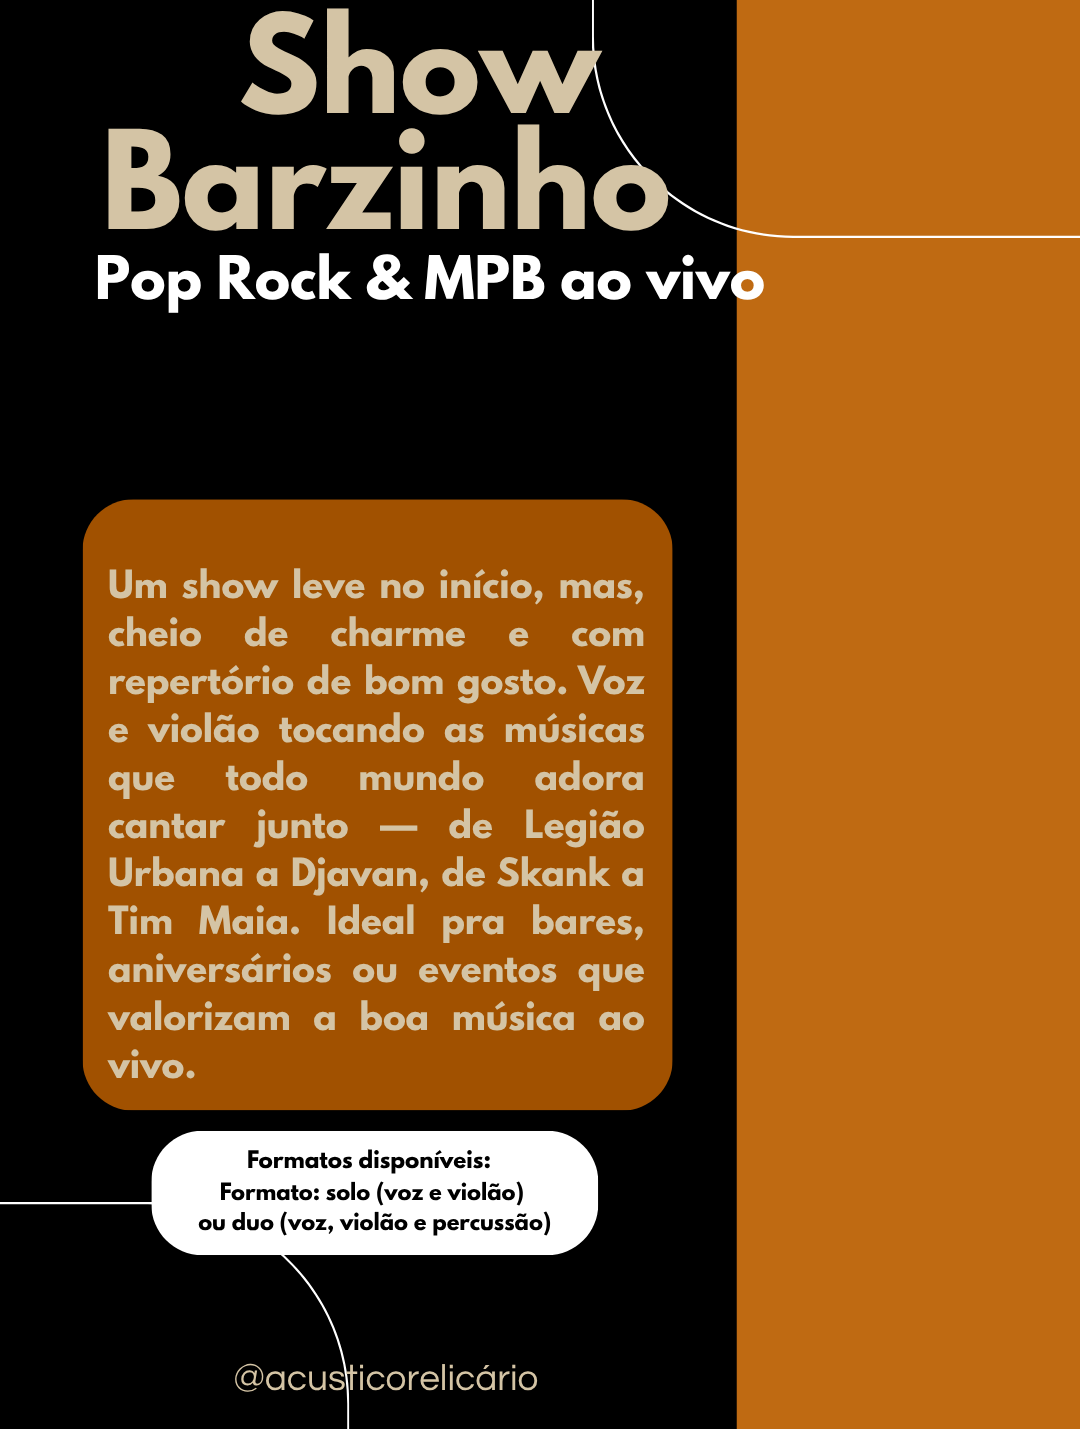 Show
Barzinho
Pop Rock & MPB ao vivo
Um show leve no início, mas,
cheio de charme e com
repertório de bom gosto. Voz
e violão tocando as músicas
que todo mundo adora
cantar junto — de Legião
Urbana a Djavan, de Skank a
Tim Maia. Ideal pra bares,
aniversários ou eventos que
valorizam a boa música ao
vivo.
Formatos disponíveis:
Formato: solo (voz e violão)
ou duo (voz, violão e percussão)
@acusticorelicário